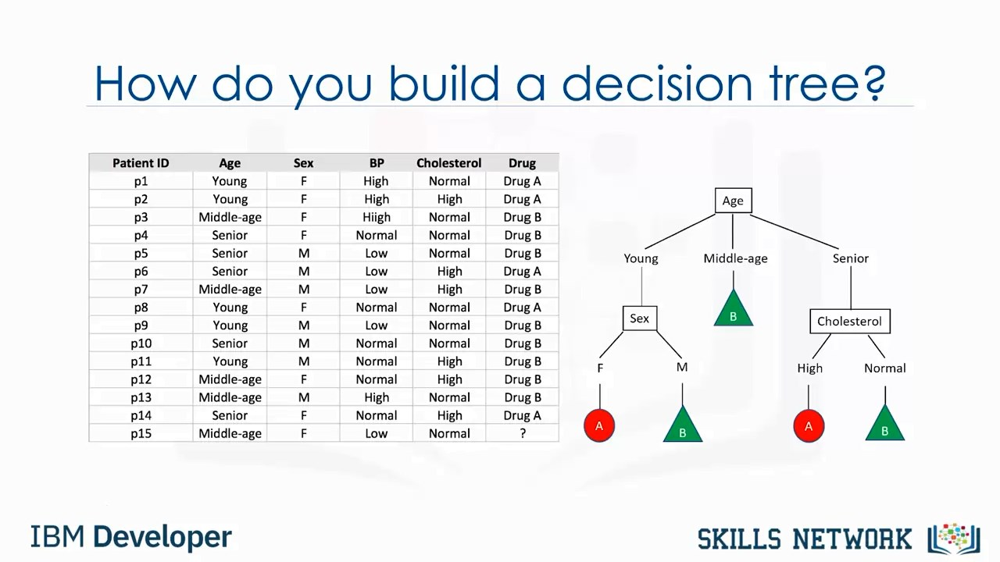 How do you build a decision tree?
Patient ID Age Sex BP Cholesterol Drug
p1 Young F High Normal Drug A
p2 Young F High High Drug A
p3 Middle-age F Hiigh Normal Drug B
p4 Senior F Normal Normal Drug B
p5 Senior M Low Normal Drug B
p6 Senior M Low High Drug A
p7 Middle-age M Low High Drug B
p8 Young F Normal Normal Drug A
p9 Young M Low Normal Drug B
p10 Senior M Normal Normal Drug B
p11 Young M Normal High Drug B
p12 Middle-age F Normal High Drug B
p13 Middle-age M High Normal Drug B
p14 Senior F Normal High Drug A
p15 Middle-age F Low Normal ?
Age
Young Middle-age Senior
B
Sex Cholesterol
F M High Normal
A B A B
IBM Developer
SKILLS NETWORK